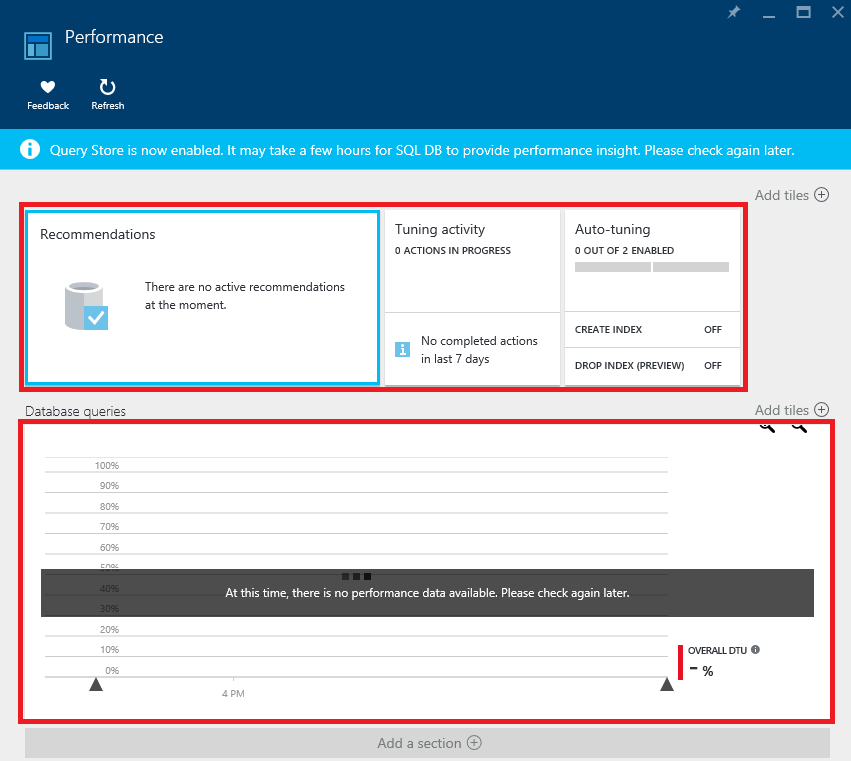 Performance
Feedback
Refresh
Query Store is now enabled. It may take a few hours for SQL DB to provide performance insight. Please check again later.
Add tiles
Recommendations
There are no active recommendations
at the moment.
Tuning activity
0 ACTIONS IN PROGRESS
No completed actions
in last 7 days
Auto-tuning
0 OUT OF 2 ENABLED
CREATE INDEX OFF
DROP INDEX (PREVIEW) OFF
Database queries
Add tiles
100%
90%
80%
70%
60%
50%
40%
At this time, there is no performance data available. Please check again later.
30%
20%
10%
0%
4 PM
OVERALL DTU
- %
Add a section